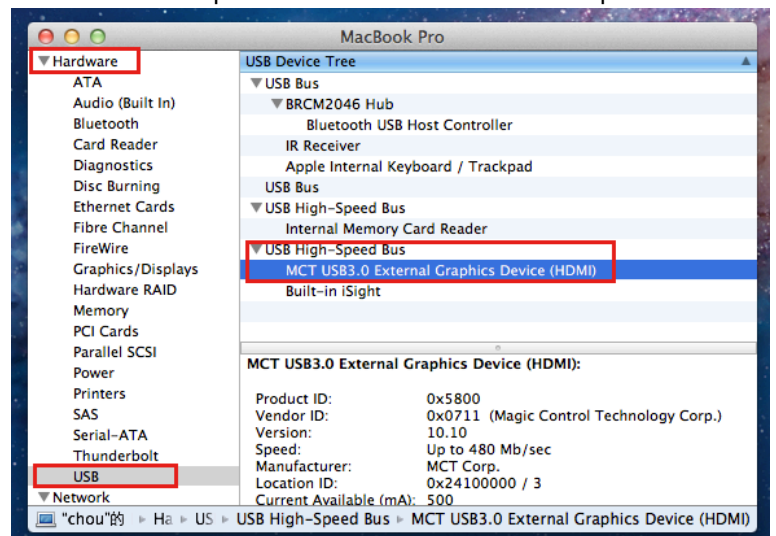 MacBook Pro
Hardware
ATA
Audio (Built In)
Bluetooth
Card Reader
Diagnostics
Disc Burning
Ethernet Cards
Fibre Channel
FireWire
Graphics/Displays
Hardware RAID
Memory
PCI Cards
Parallel SCSI
Power
Printers
SAS
Serial-ATA
Thunderbolt
USB
Network
USB Device Tree
USB Bus
BRCM2046 Hub
Bluetooth USB Host Controller
IR Receiver
Apple Internal Keyboard / Trackpad
USB Bus
USB High-Speed Bus
Internal Memory Card Reader
USB High-Speed Bus
MCT USB3.0 External Graphics Device (HDMI)
Built-in iSight
MCT USB3.0 External Graphics Device (HDMI):
Product ID: 0x5800
Vendor ID: 0x0711 (Magic Control Technology Corp.)
Version: 10.10
Speed: Up to 480 Mb/sec
Manufacturer: MCT Corp.
Location ID: 0x24100000 / 3
Current Available (mA): 500
"chou"的 ▸ Ha ▸ US ▸ USB High-Speed Bus ▸ MCT USB3.0 External Graphics Device (HDMI)